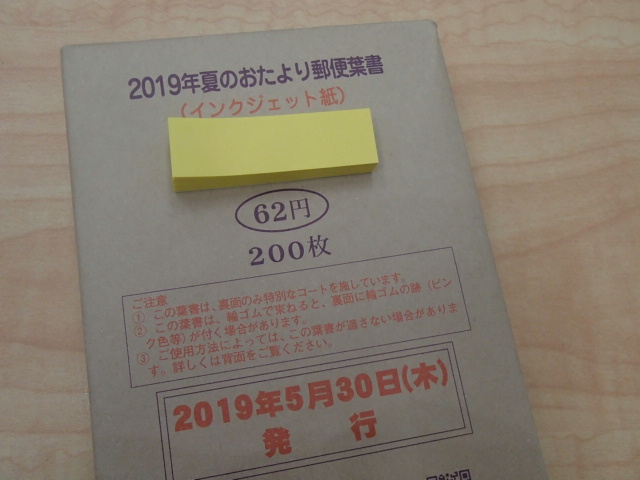 2019年夏のおたより郵便葉書
（インクジェット紙）
62円
200枚
ご注意
① この葉書は、裏面のみ特別なコートを施しています。
② この葉書は、輪ゴムで束ねると、裏面に輪ゴムの跡（ピン
ク色等）が付く場合があります。
③ ご使用方法によっては、この葉書が適さない場合がありま
す。詳しくは背面をご覧ください。
2019年5月30日(木)
発 行